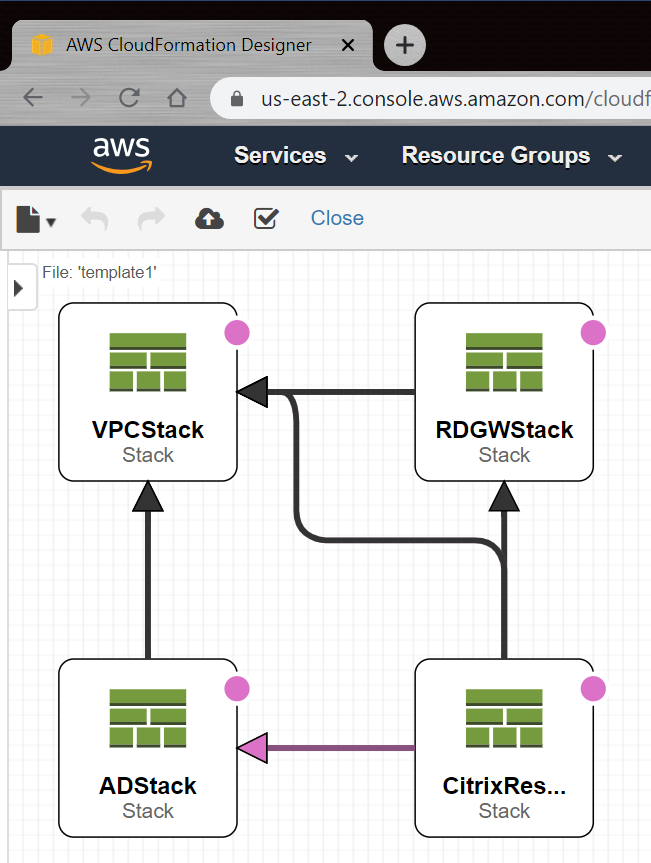 AWS CloudFormation Designer
us-east-2.console.aws.amazon.com/cloudf
aws Services Resource Groups
Close
File: 'template1'
VPCStack
Stack
RDGWStack
Stack
ADStack
Stack
CitrixRes...
Stack